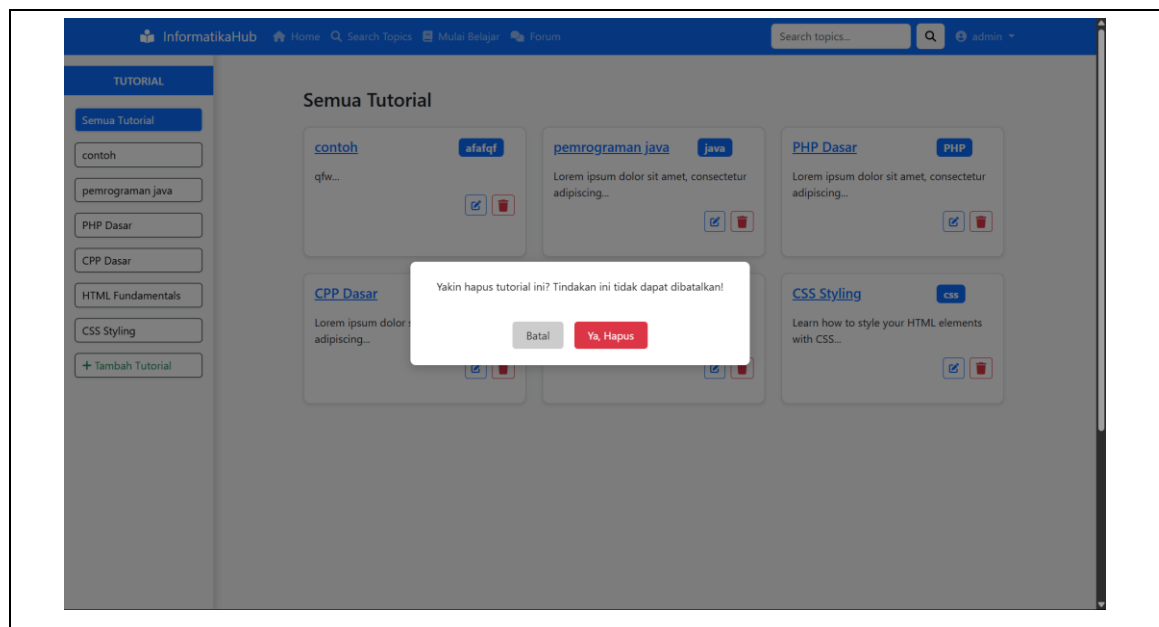 InformatikaHub Home Search Topics Mulai Belajar Forum Search topics... admin
TUTORIAL
Semua Tutorial
contoh
pemrograman java
PHP Dasar
CPP Dasar
HTML Fundamentals
CSS Styling
+ Tambah Tutorial
Semua Tutorial
contoh afafqf
qfw...
pemrograman java java
Lorem ipsum dolor sit amet, consectetur
adipiscing...
PHP Dasar PHP
Lorem ipsum dolor sit amet, consectetur
adipiscing...
CPP Dasar
Lorem ipsum dolor
adipiscing...
CSS Styling css
Learn how to style your HTML elements
with CSS...
Yakin hapus tutorial ini? Tindakan ini tidak dapat dibatalkan!
Batal Ya, Hapus